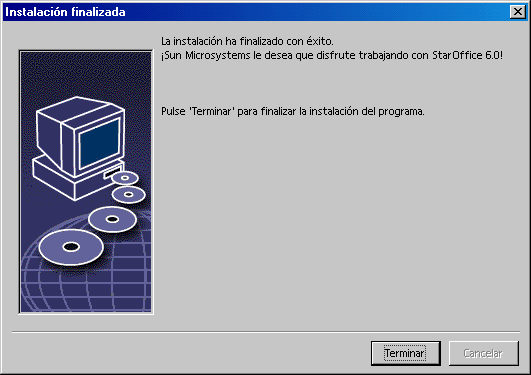 Instalación finalizada
La instalación ha finalizado con éxito.
¡Sun Microsystems le desea que disfrute trabajando con StarOffice 6.0!
Pulse 'Terminar' para finalizar la instalación del programa.
Terminar
Cancelar